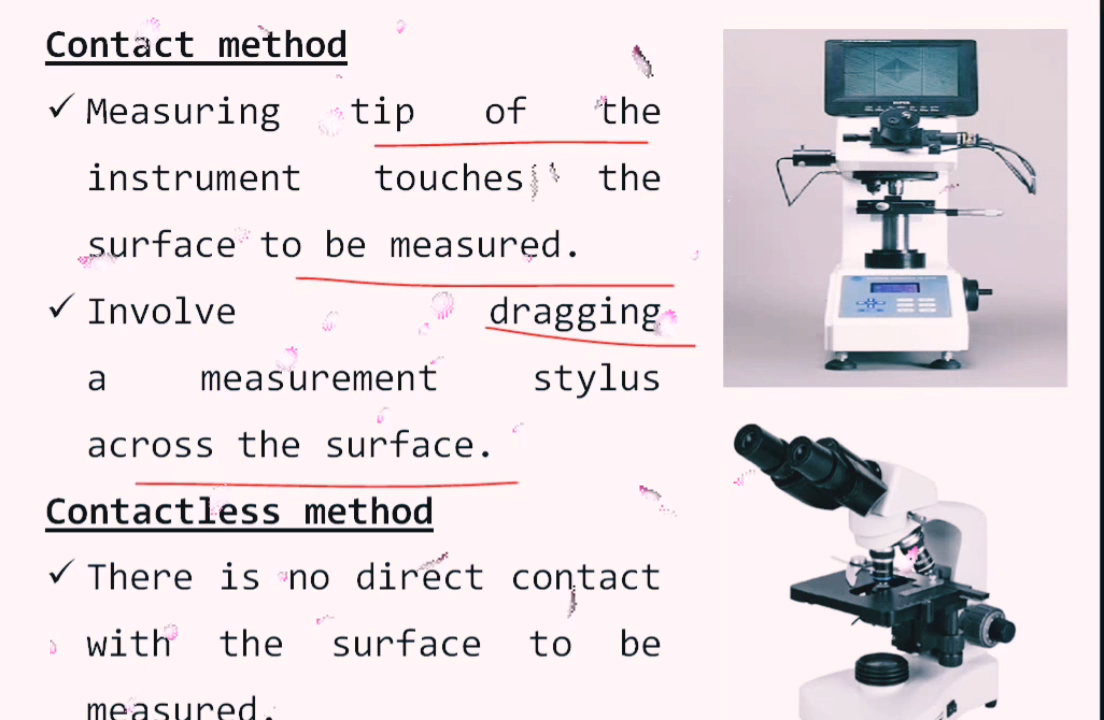 Contact method
✓ Measuring tip of the
instrument touches the
surface to be measured.
✓ Involve dragging
a measurement stylus
across the surface.
Contactless method
✓ There is no direct contact
with the surface to be
measured.